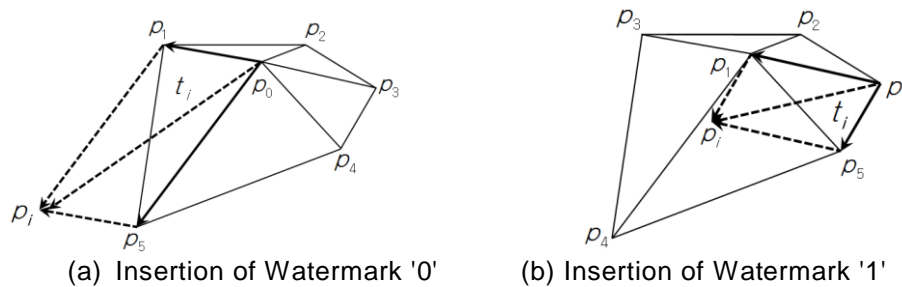 p₁ p₂ p₃
tᵢ p₀ p₃
p₄
pᵢ p₅
(a) Insertion of Watermark '0'
p₃ p₂
p₁ p
tᵢ
pᵢ
p₅
p₄
(b) Insertion of Watermark '1'